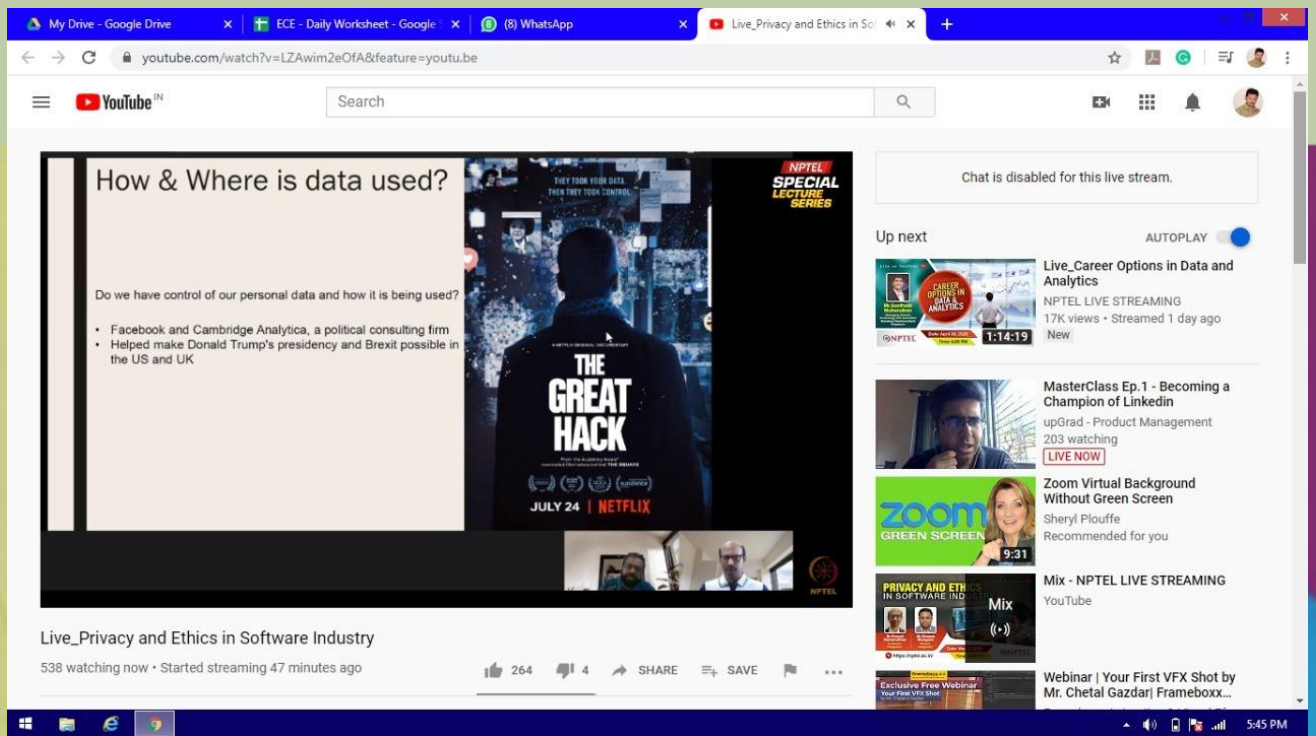 My Drive - Google Drive
ECE - Daily Worksheet - Google S
(8) WhatsApp
Live_Privacy and Ethics in So
youtube.com/watch?v=LZAwim2eOfA&feature=youtu.be
YouTube IN
Search
How & Where is data used?
Do we have control of our personal data and how it is being used?
• Facebook and Cambridge Analytica, a political consulting firm
• Helped make Donald Trump's presidency and Brexit possible in
the US and UK
THEY TOOK YOUR DATA.
THEN THEY TOOK CONTROL.
A NETFLIX ORIGINAL DOCUMENTARY
THE
GREAT
HACK
JULY 24 | NETFLIX
NPTEL
SPECIAL
LECTURE
SERIES
NPTEL
Live_Privacy and Ethics in Software Industry
538 watching now • Started streaming 47 minutes ago
264
4
SHARE
SAVE
Chat is disabled for this live stream.
Up next
AUTOPLAY
CAREER
OPTIONS IN
DATA &
ANALYTICS
NPTEL
1:14:19
Live_Career Options in Data and
Analytics
NPTEL LIVE STREAMING
17K views • Streamed 1 day ago
New
MasterClass Ep.1 - Becoming a
Champion of Linkedin
upGrad - Product Management
203 watching
LIVE NOW
ZOOM
GREEN SCREEN
9:31
Zoom Virtual Background
Without Green Screen
Sheryl Plouffe
Recommended for you
PRIVACY AND ETH
IN SOFTWARE IND
Mix
Mix - NPTEL LIVE STREAMING
YouTube
Exclusive Free Webinar
Your First VFX Shot
Webinar | Your First VFX Shot by
Mr. Chetal Gazdar| Frameboxx...
5:45 PM